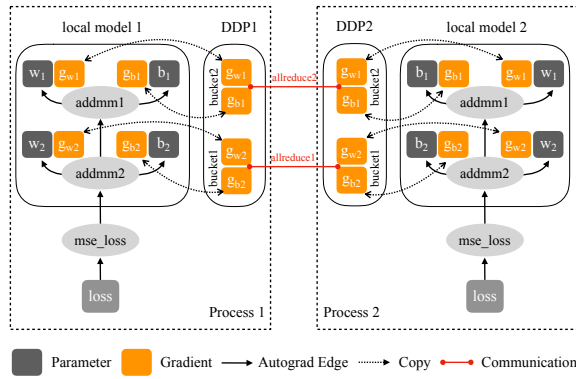 local model 1
DDP1
DDP2
local model 2
w1 gw1 gb1 b1
gw1
gb1
bucket2
allreduce2
gw1
gb1
bucket2
b1 gb1 gw1 w1
addmm1
addmm1
w2 gw2 gb2 b2
gw2
gb2
bucket1
allreduce1
gw2
gb2
bucket1
b2 gb2 gw2 w2
addmm2
addmm2
mse_loss
mse_loss
loss
loss
Process 1
Process 2
Parameter
Gradient
Autograd Edge
Copy
Communication